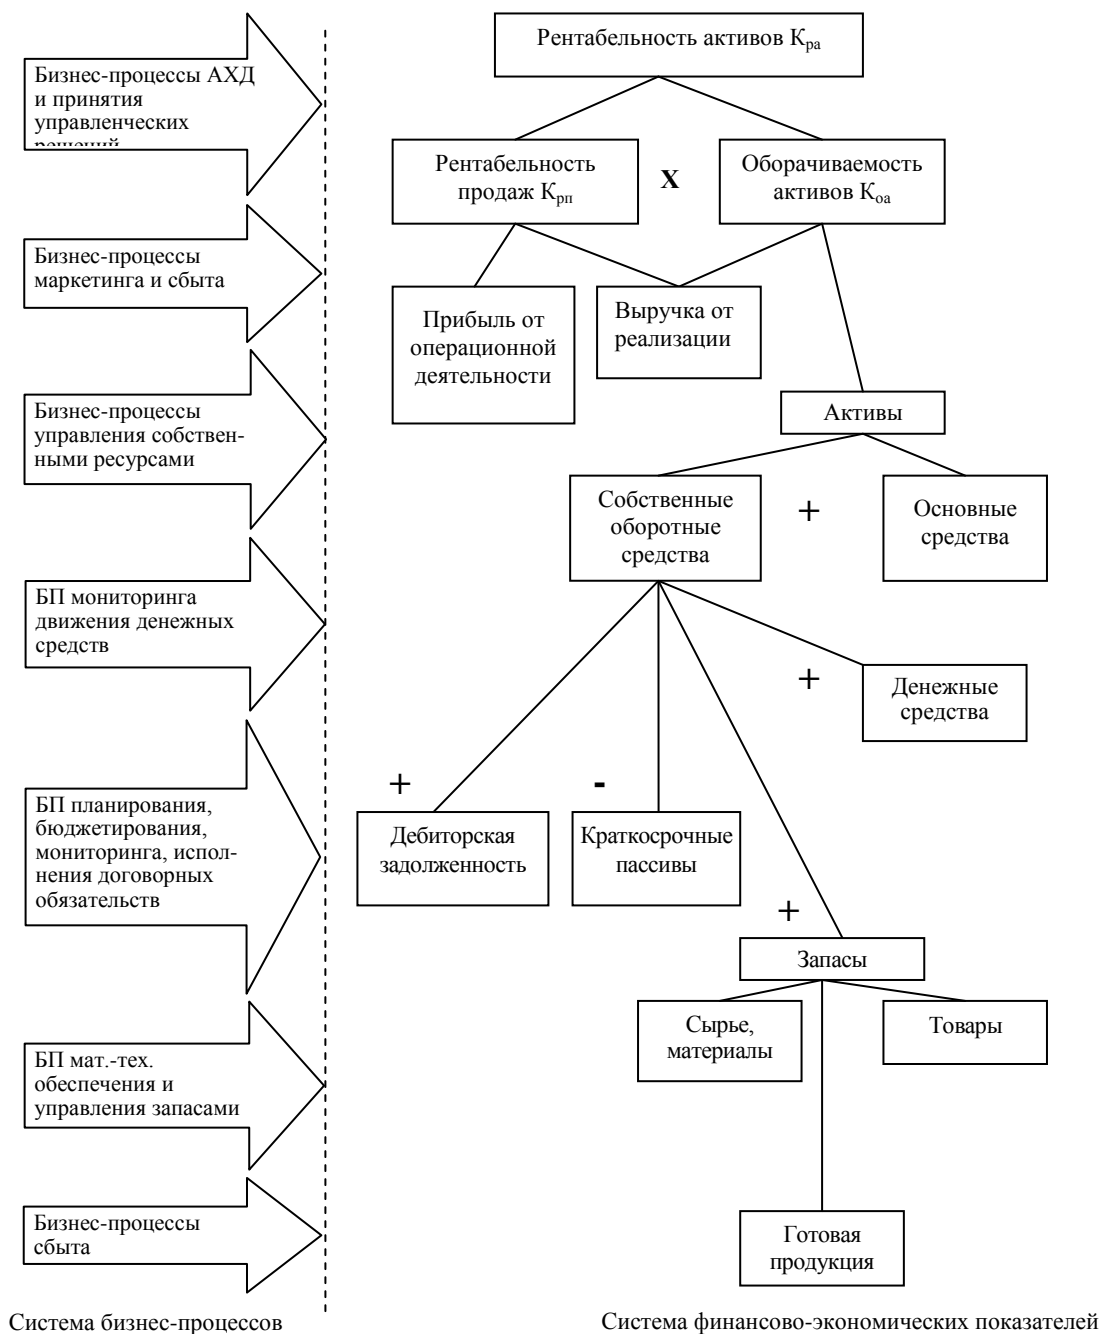 Бизнес-процессы АХД
и принятия
управленческих
решений
Бизнес-процессы
маркетинга и сбыта
Бизнес-процессы
управления собствен-
ными ресурсами
БП мониторинга
движения денежных
средств
БП планирования,
бюджетирования,
мониторинга, испол-
нения договорных
обязательств
БП мат.-тех.
обеспечения и
управления запасами
Бизнес-процессы
сбыта
Система бизнес-процессов
Рентабельность активов Кра
Рентабельность
продаж Крп
X
Оборачиваемость
активов Коа
Прибыль от
операционной
деятельности
Выручка от
реализации
Активы
Собственные
оборотные
средства
+
Основные
средства
+
Денежные
средства
+
Дебиторская
задолженность
-
Краткосрочные
пассивы
+
Запасы
Сырье,
материалы
Товары
Готовая
продукция
Система финансово-экономических показателей